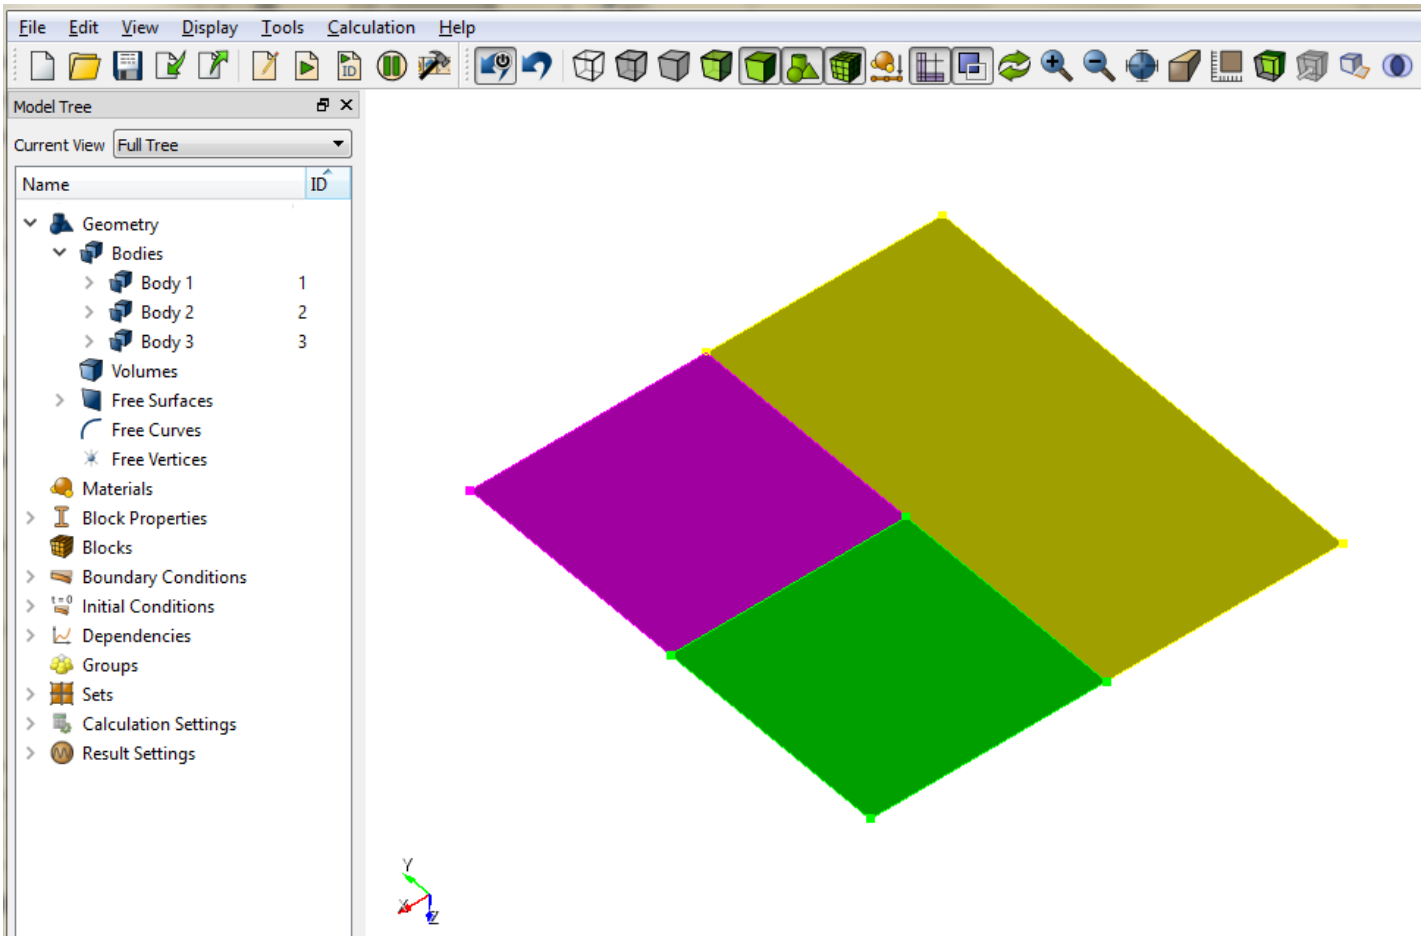 File Edit View Display Tools Calculation Help
ID
Model Tree
Current View Full Tree
Name ID
Geometry
Bodies
Body 1 1
Body 2 2
Body 3 3
Volumes
Free Surfaces
Free Curves
Free Vertices
Materials
Block Properties
Blocks
Boundary Conditions
t=0 Initial Conditions
Dependencies
Groups
Sets
Calculation Settings
Result Settings
Y
X
Z